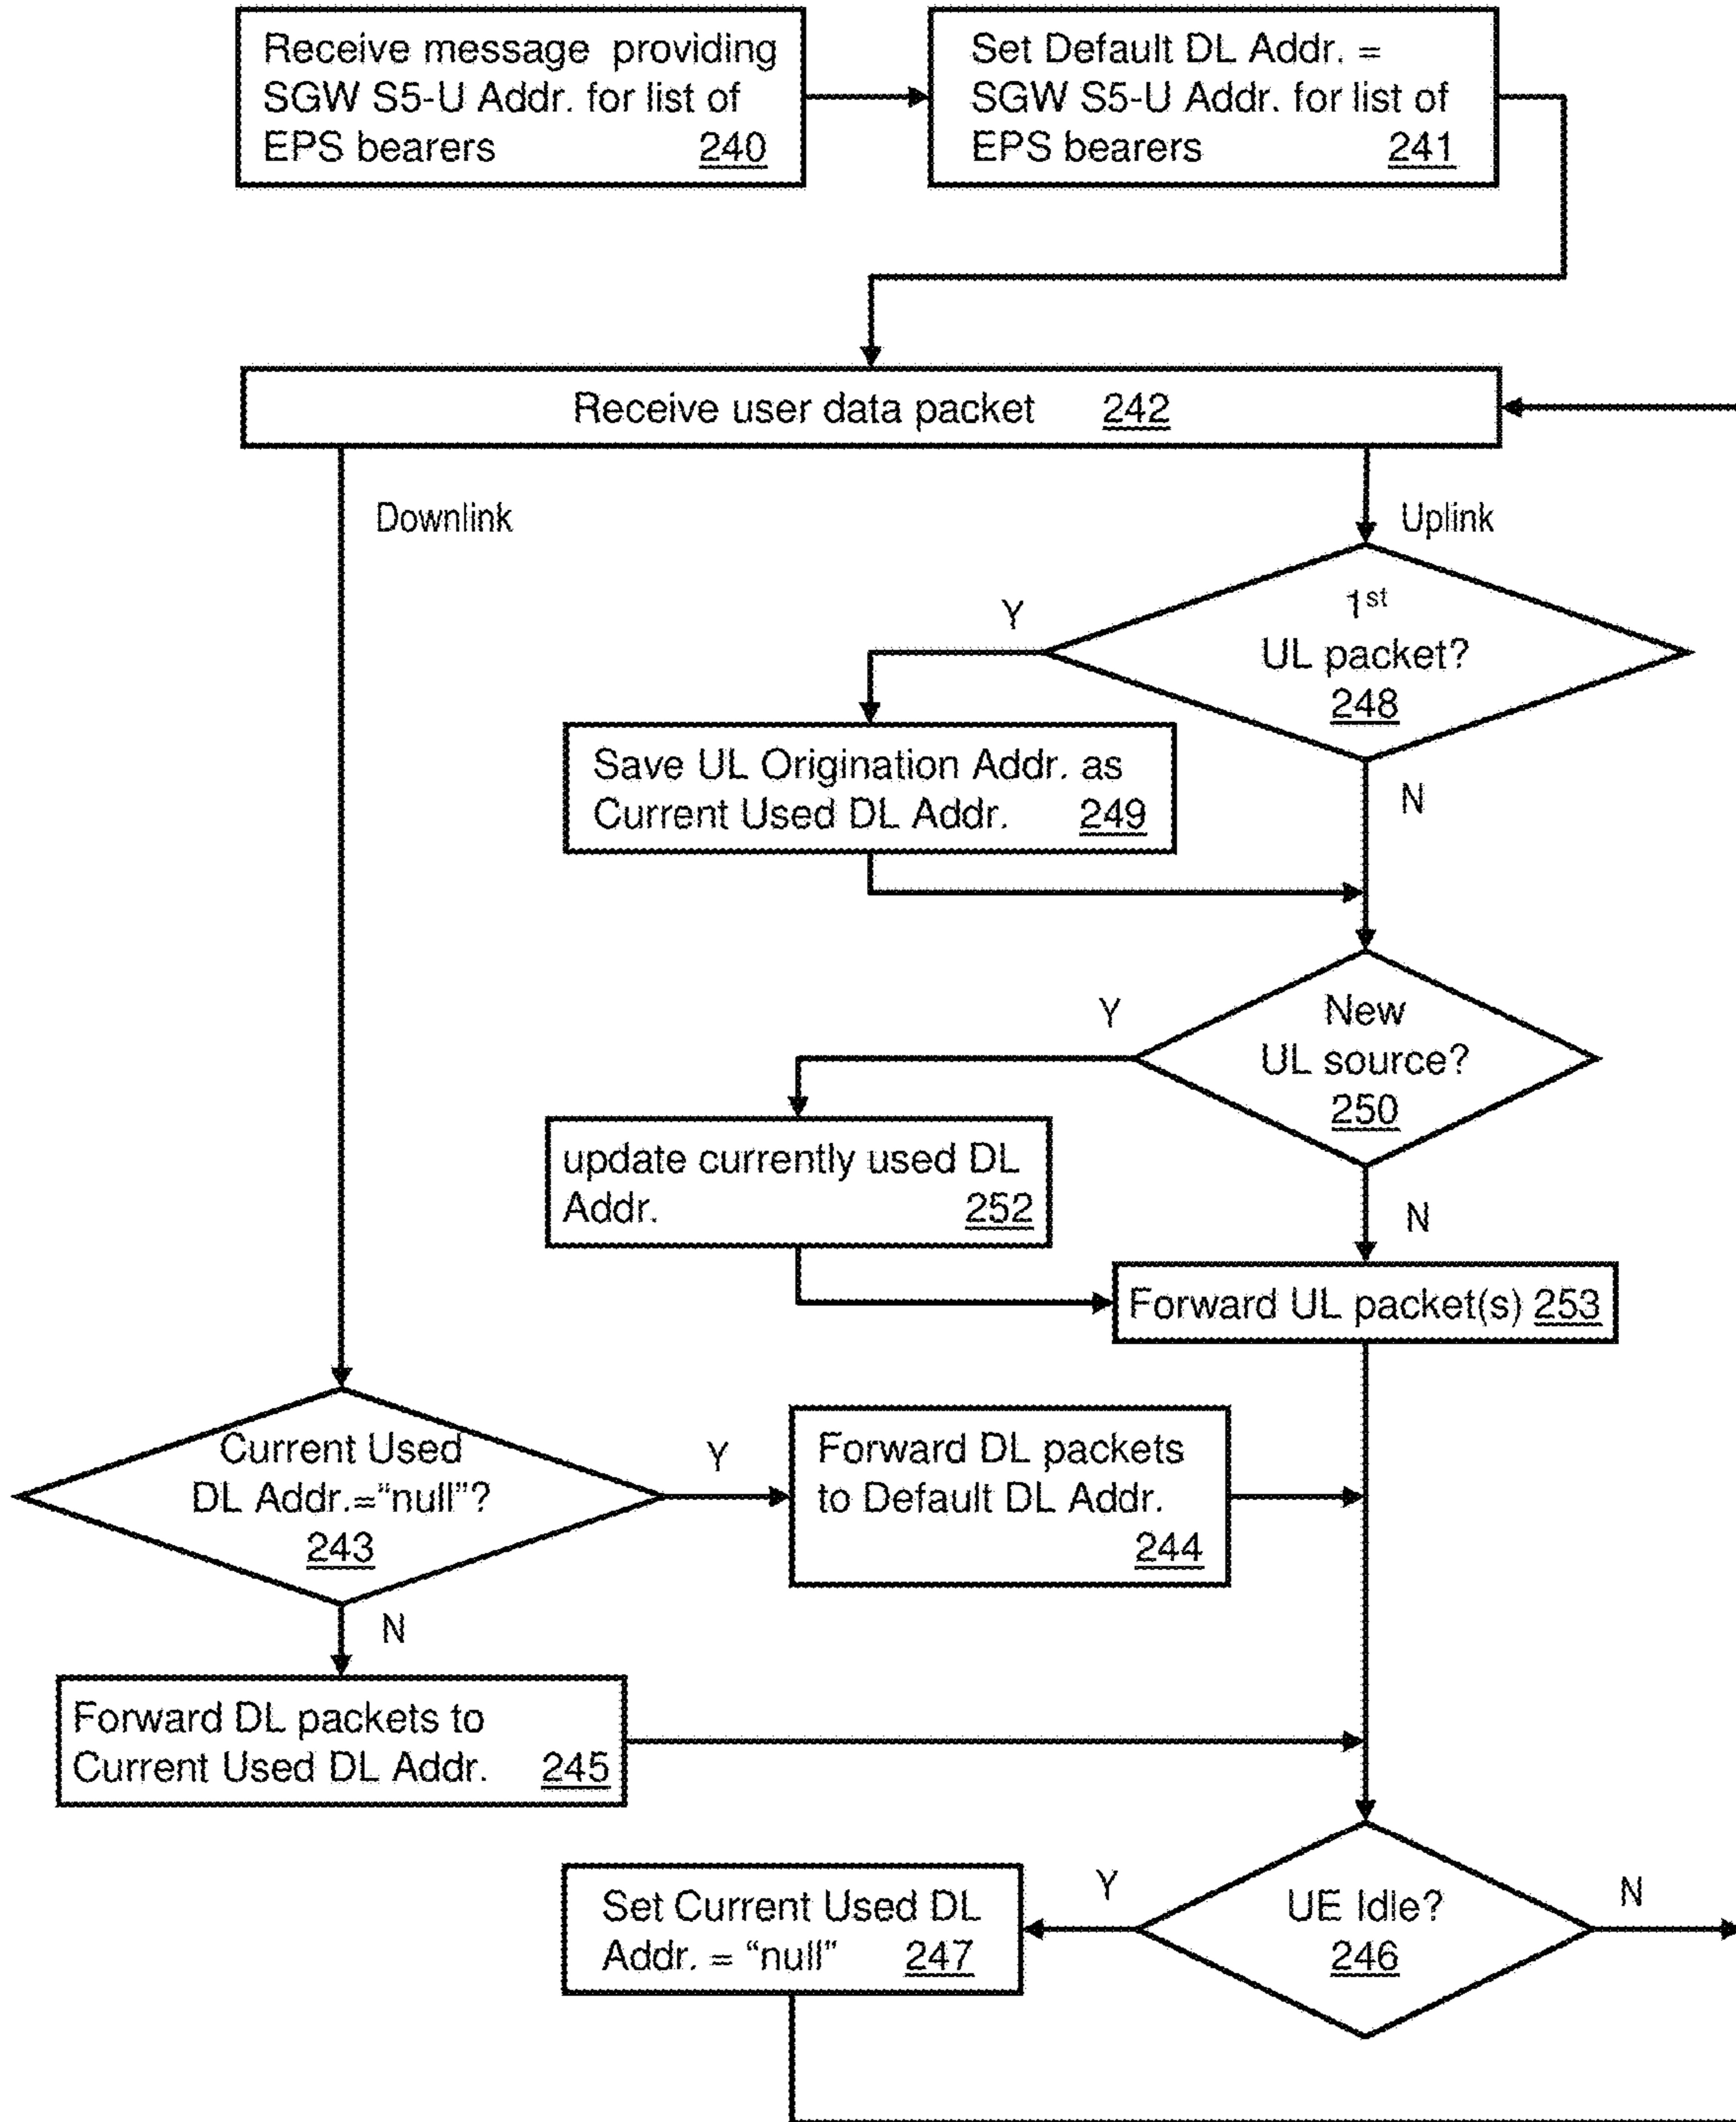 Receive message providing
SGW S5-U Addr. for list of
EPS bearers 240
Set Default DL Addr. =
SGW S5-U Addr. for list of
EPS bearers 241
Receive user data packet 242
Downlink
Uplink
1st
UL packet?
248
Y
N
Save UL Origination Addr. as
Current Used DL Addr. 249
New
UL source?
250
Y
N
update currently used DL
Addr. 252
Forward UL packet(s) 253
Current Used
DL Addr.="null"?
243
Y
N
Forward DL packets
to Default DL Addr.
244
Forward DL packets to
Current Used DL Addr. 245
UE Idle?
246
Y
N
Set Current Used DL
Addr. = "null" 247